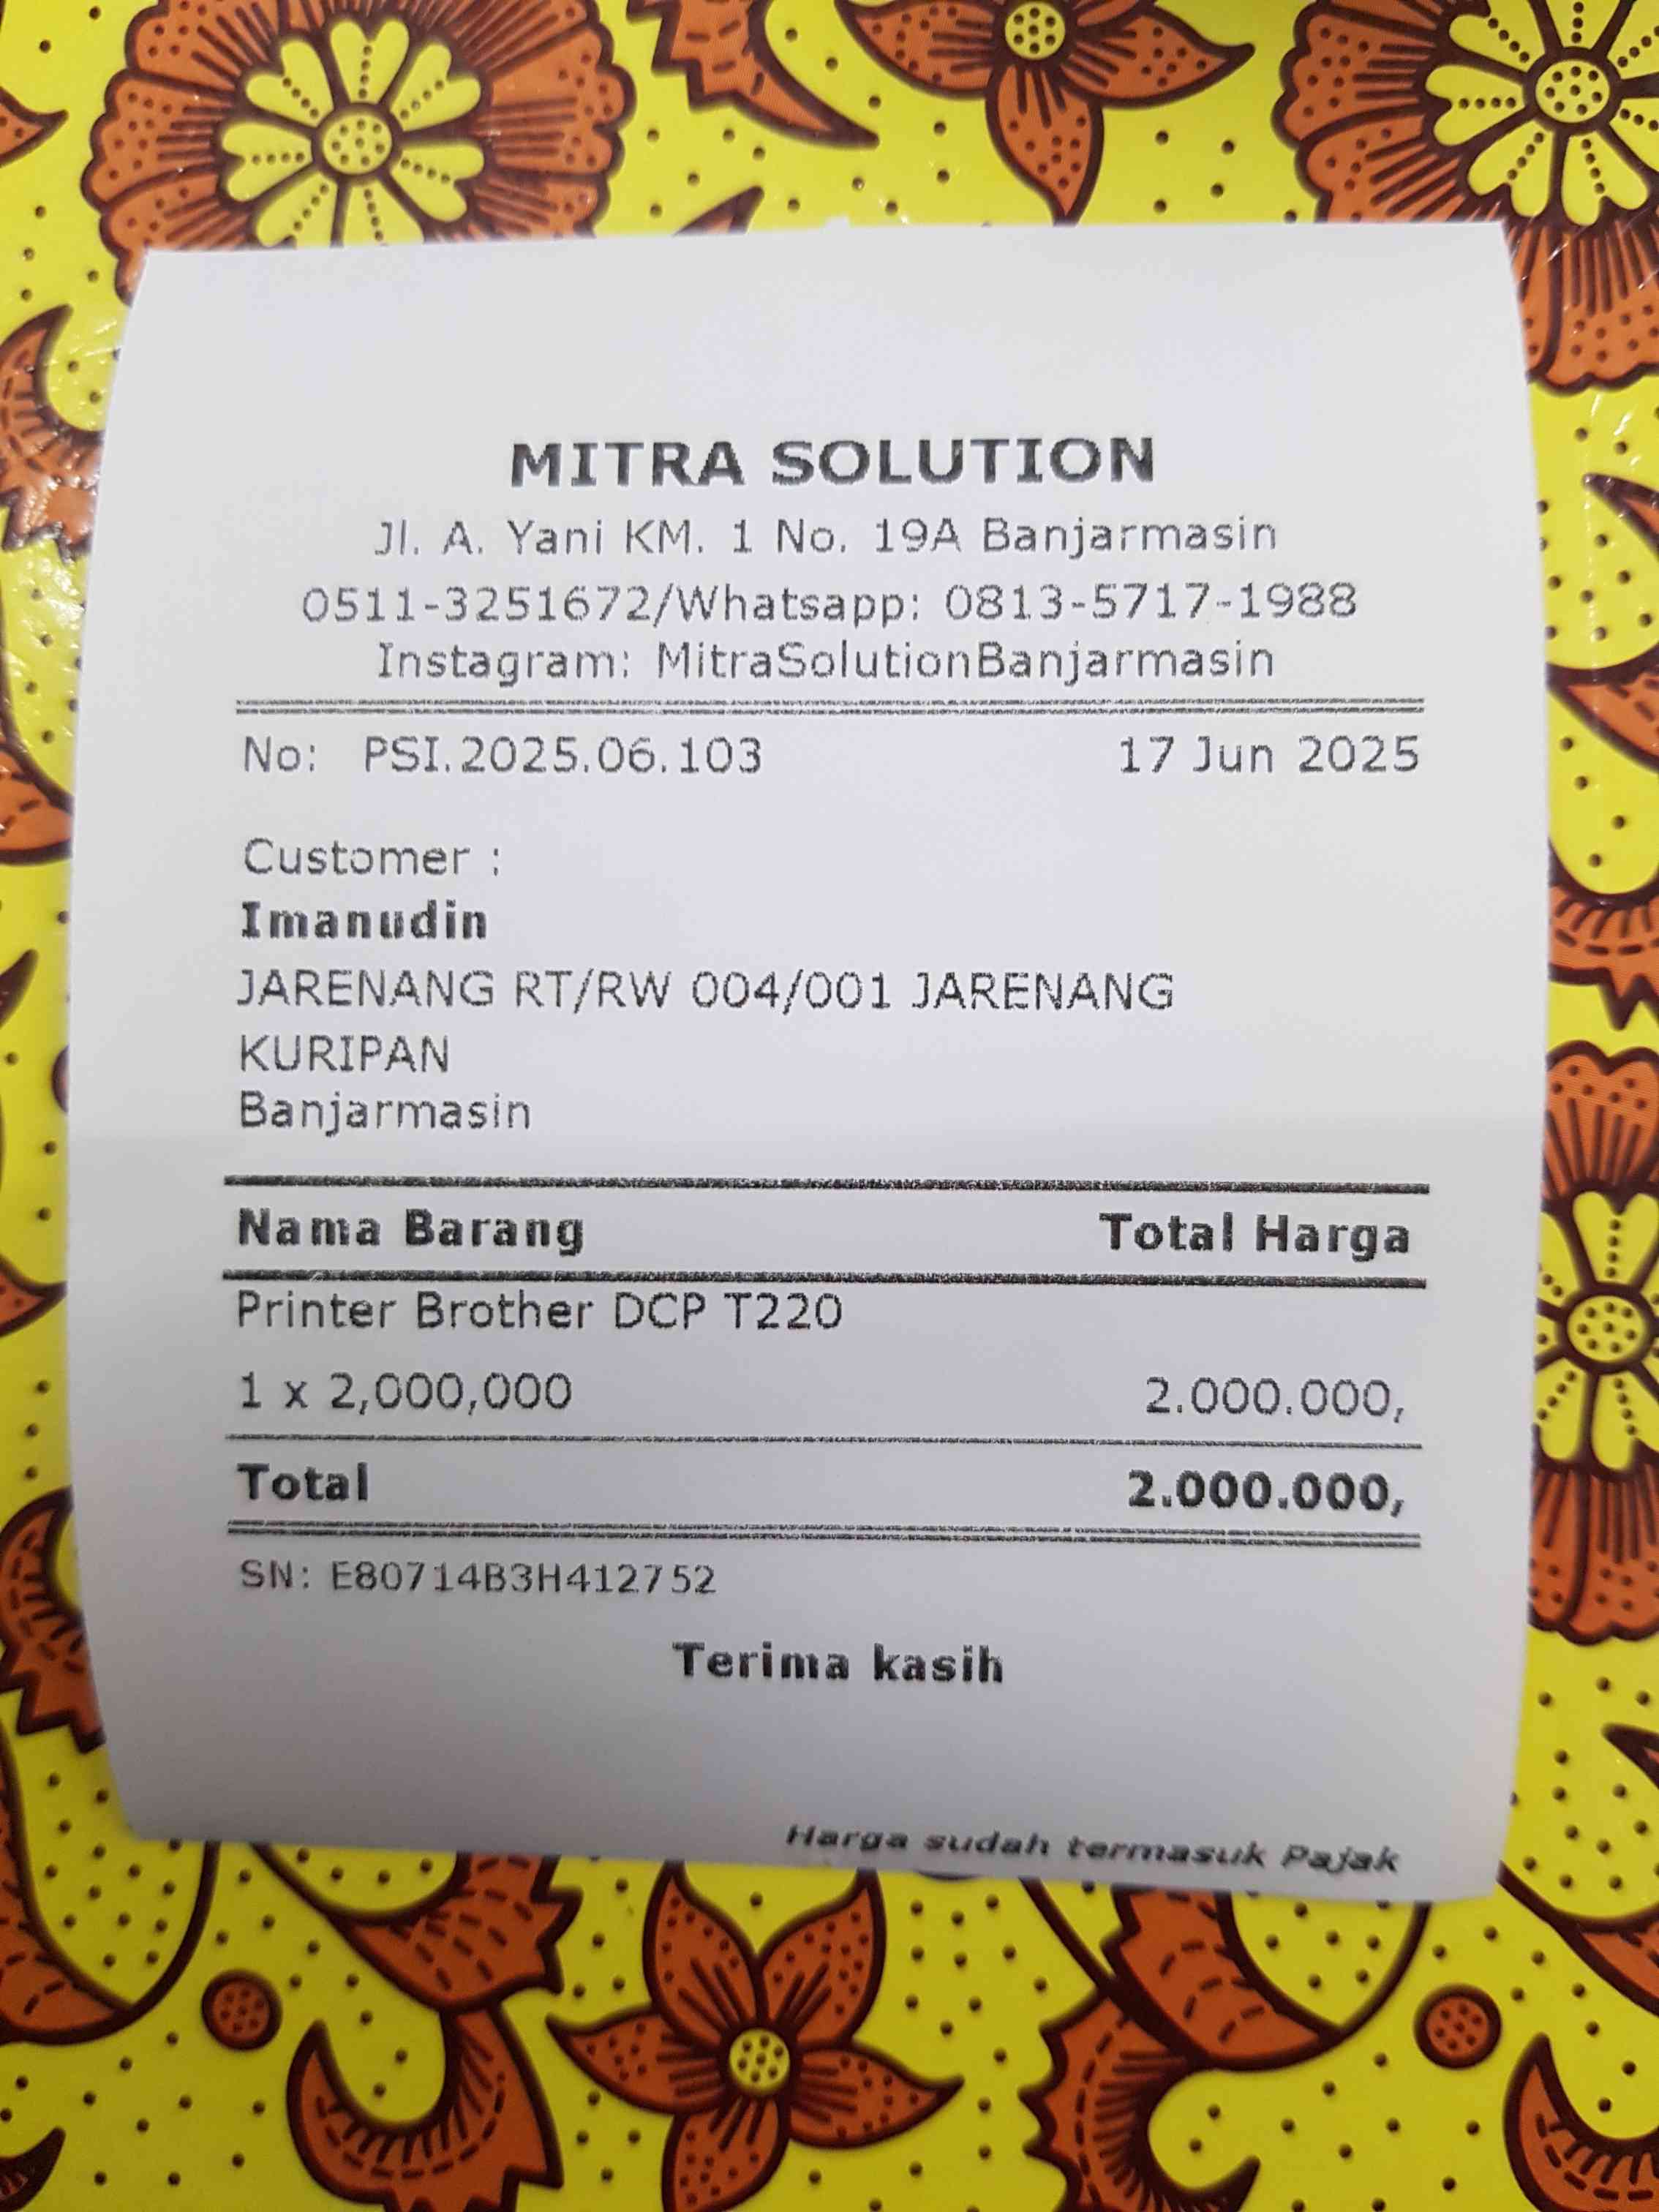 MITRA SOLUTION
Jl. A. Yani KM. 1 No. 19A Banjarmasin
0511-3251672/Whatsapp: 0813-5717-1988
Instagram: MitraSolutionBanjarmasin
No: PSI.2025.06.103 17 Jun 2025
Customer :
Imanudin
JARENANG RT/RW 004/001 JARENANG
KURIPAN
Banjarmasin
Nama Barang Total Harga
Printer Brother DCP T220
1 x 2,000,000 2.000.000,
Total 2.000.000,
SN: E80714B3H412752
Terima kasih
Harga sudah termasuk Pajak